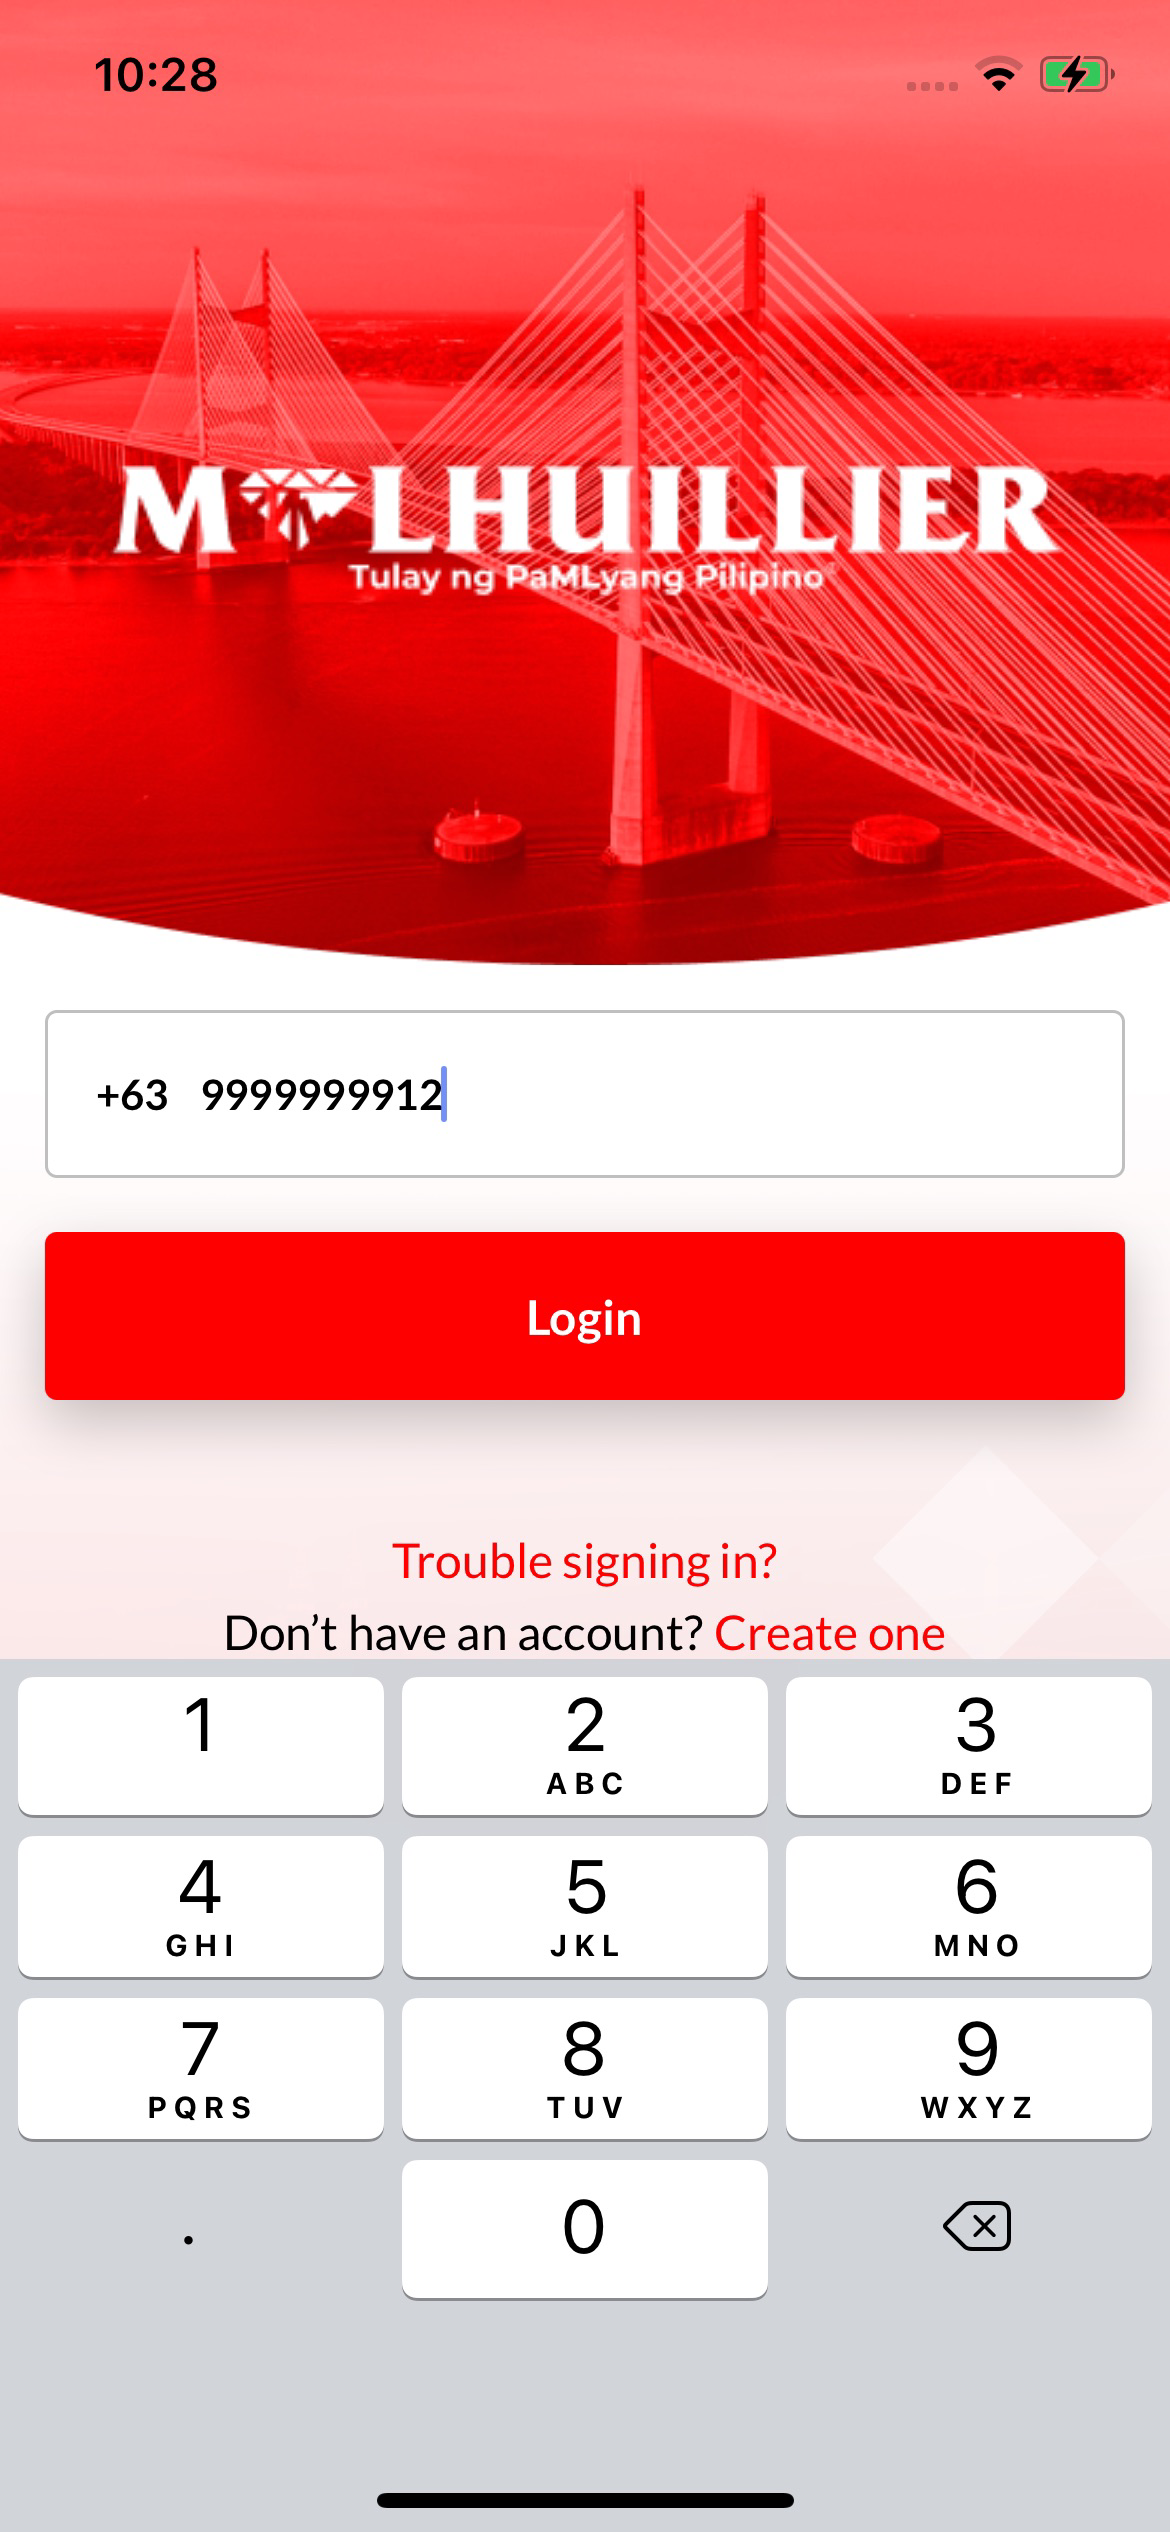 10:28
M LHUILLIER
Tulay ng PaMLyang Pilipino
+63 9999999912
Login
Trouble signing in?
Don’t have an account? Create one
1 2 3
ABC DEF
4 5 6
GHI JKL MNO
7 8 9
PQRS TUV WXYZ
. 0